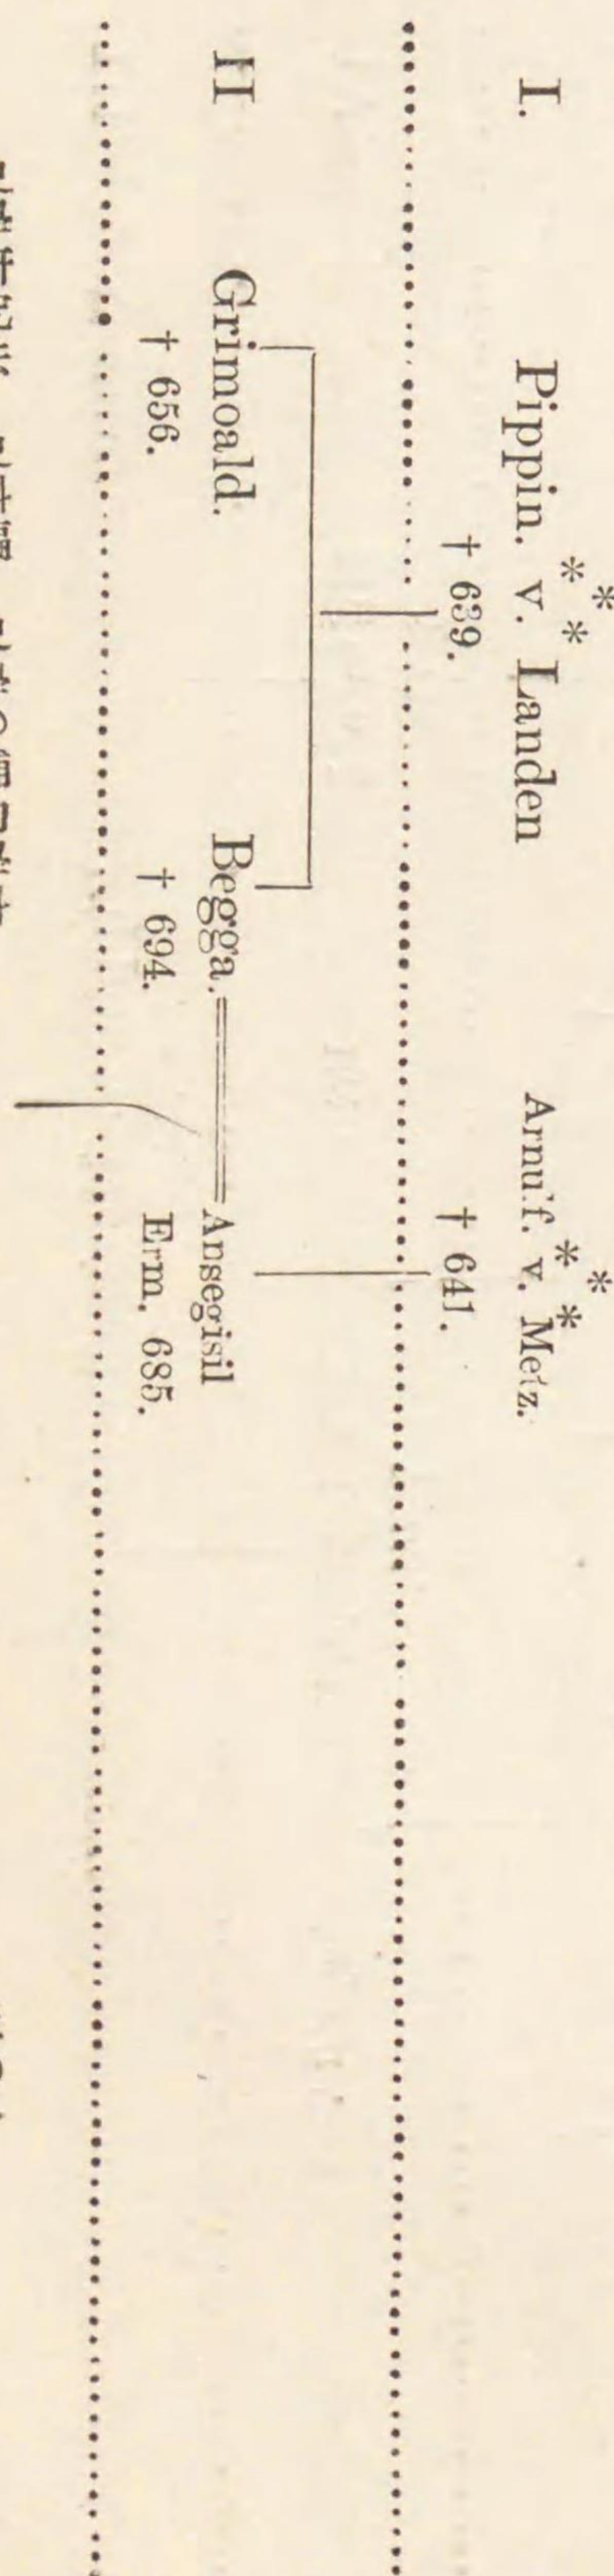 I. Pippin. v. Landen Arnulf. v. Metz.
† 639. † 641.
II Grimoald. Begga. Ansegisil
† 656. † 694. Erm. 685.